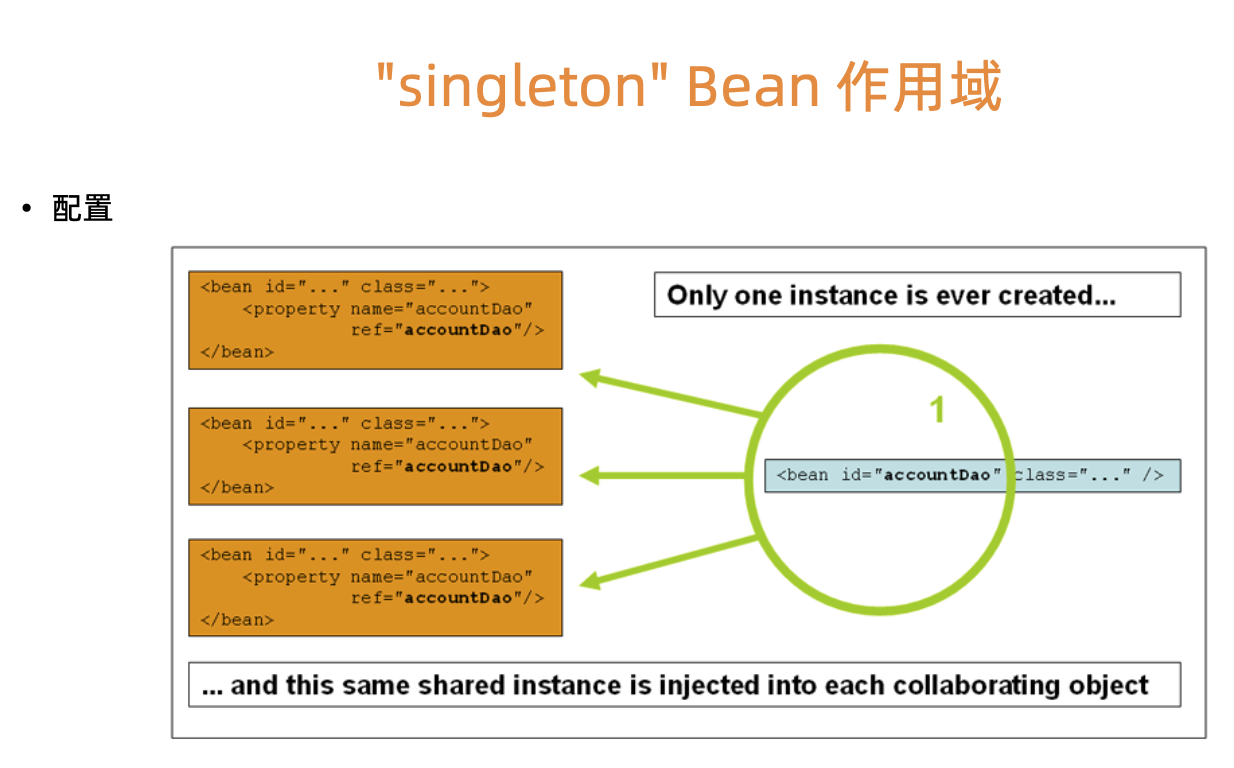 "singleton" Bean 作用域
• 配置
<bean id="..." class="...">
<property name="accountDao"
ref="accountDao"/>
</bean>
Only one instance is ever created...
<bean id="..." class="...">
<property name="accountDao"
ref="accountDao"/>
</bean>
1
<bean id="accountDao" class="..." />
<bean id="..." class="...">
<property name="accountDao"
ref="accountDao"/>
</bean>
... and this same shared instance is injected into each collaborating object